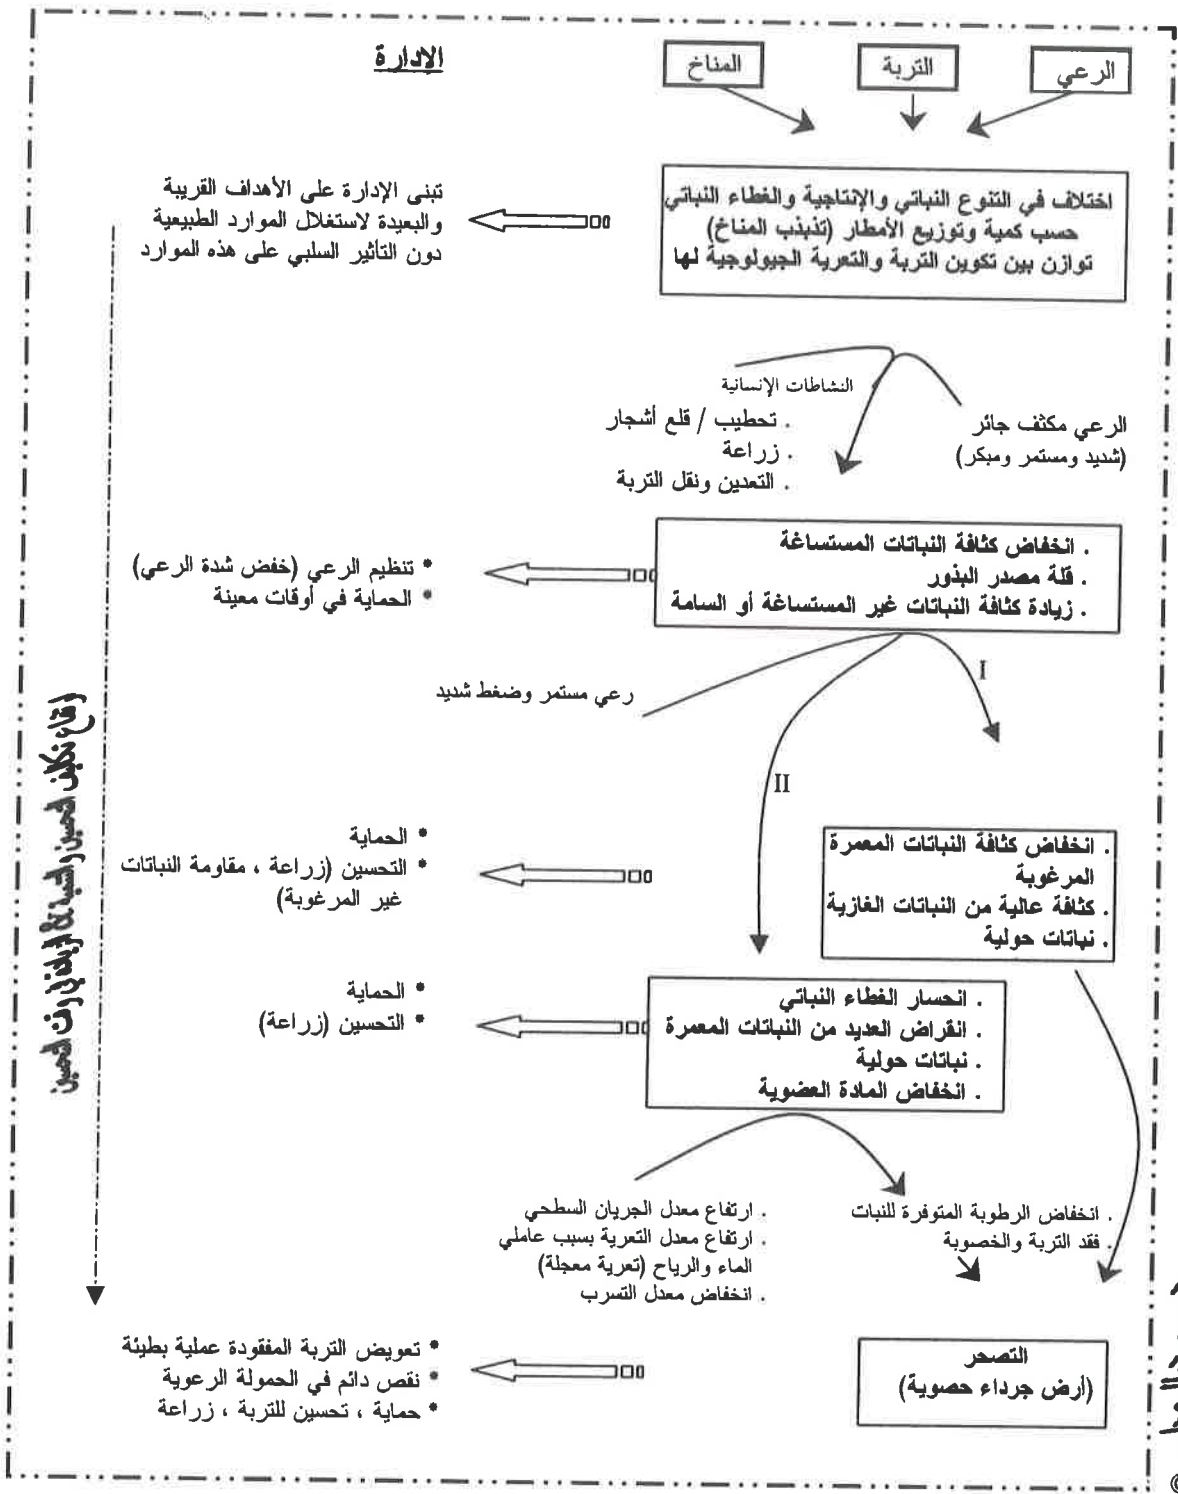 الرعي
التربة
المناخ
الإدارة
اختلاف في التنوع النباتي والإنتاجية والغطاء النباتي
حسب كمية وتوزيع الأمطار (تذبذب المناخ)
توازن بين تكوين التربة والتعرية الجيولوجية لها
تبنى الإدارة على الأهداف القريبة
والبعيدة لاستغلال الموارد الطبيعية
دون التأثير السلبي على هذه الموارد
الرعي مكثف جائر
(شديد ومستمر ومبكر)
النشاطات الإنسانية
. تحطيب / قلع أشجار
. زراعة
. التعدين ونقل التربة
. انخفاض كثافة النباتات المستساغة
. قلة مصدر البذور
. زيادة كثافة النباتات غير المستساغة أو السامة
* تنظيم الرعي (خفض شدة الرعي)
* الحماية في أوقات معينة
I
رعي مستمر وضغط شديد
II
. انخفاض كثافة النباتات المعمرة
المرغوبة
. كثافة عالية من النباتات الغازية
. نباتات حولية
* الحماية
* التحسين (زراعة ، مقاومة النباتات
غير المرغوبة)
. انحسار الغطاء النباتي
. انقراض العديد من النباتات المعمرة
. نباتات حولية
. انخفاض المادة العضوية
* الحماية
* التحسين (زراعة)
. انخفاض الرطوبة المتوفرة للنبات
. فقد التربة والخصوبة
. ارتفاع معدل الجريان السطحي
. ارتفاع معدل التعرية بسبب عاملي
الماء والرياح (تعرية معجلة)
. انخفاض معدل التسرب
التصحر
(أرض جرداء حصوية)
* تعويض التربة المفقودة عملية بطيئة
* نقص دائم في الحمولة الرعوية
* حماية ، تحسين للتربة ، زراعة
ارتفاع تكاليف التحسين والتنمية & الزيادة في وقت التحسين